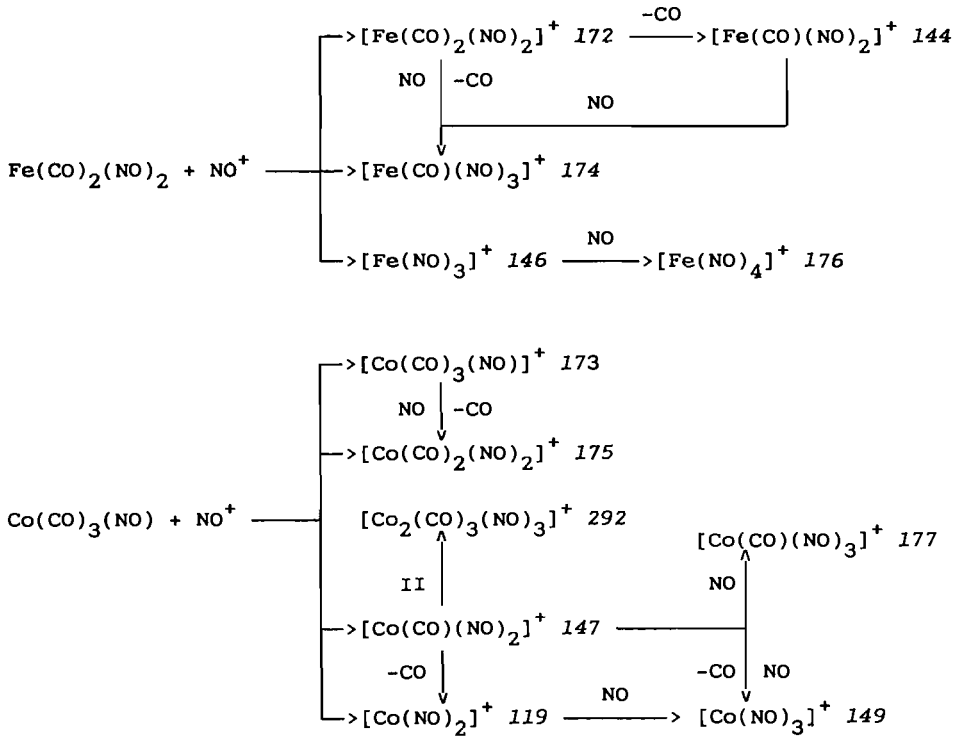 [Fe(CO)₂(NO)₂]⁺ 172 —CO [Fe(CO)(NO)₂]⁺ 144
NO —CO
NO
Fe(CO)₂(NO)₂ + NO⁺ [Fe(CO)(NO)₃]⁺ 174
NO
[Fe(NO)₃]⁺ 146 [Fe(NO)₄]⁺ 176
[Co(CO)₃(NO)]⁺ 173
NO —CO
[Co(CO)₂(NO)₂]⁺ 175
Co(CO)₃(NO) + NO⁺ [Co₂(CO)₃(NO)₃]⁺ 292
[Co(CO)(NO)₃]⁺ 177
II NO
[Co(CO)(NO)₂]⁺ 147
—CO —CO NO
NO
[Co(NO)₂]⁺ 119 [Co(NO)₃]⁺ 149